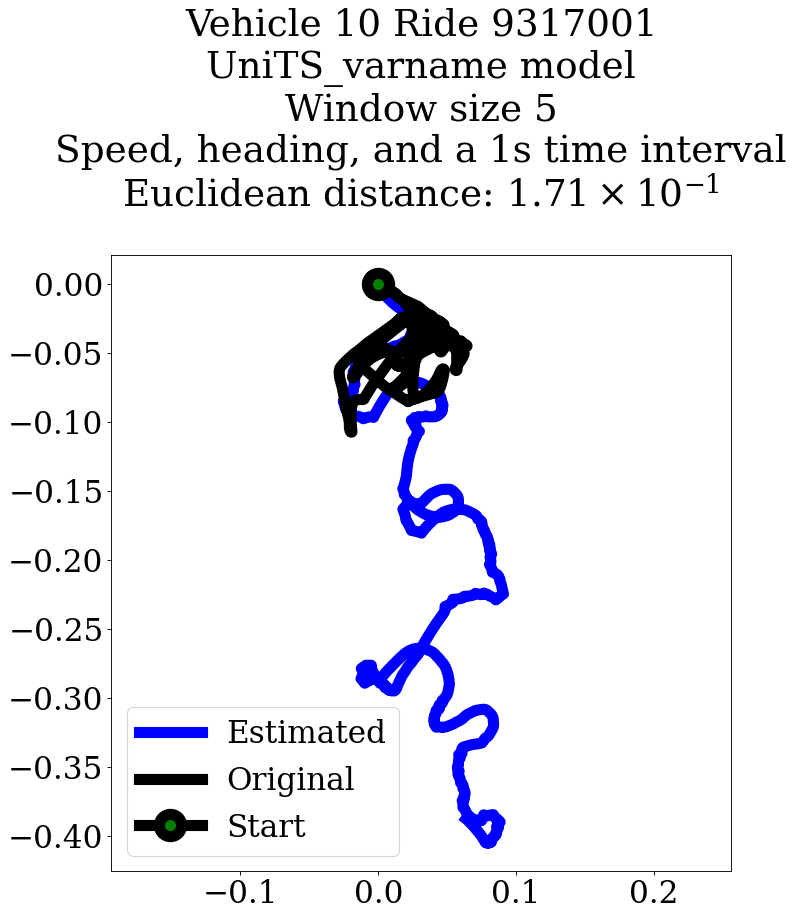 Vehicle 10 Ride 9317001
UniTS_varname model
Window size 5
Speed, heading, and a 1s time interval
Euclidean distance: 1.71 × 10⁻¹
0.00
−0.05
−0.10
−0.15
−0.20
−0.25
−0.30
−0.35
−0.40
Estimated
Original
Start
−0.1
0.0
0.1
0.2